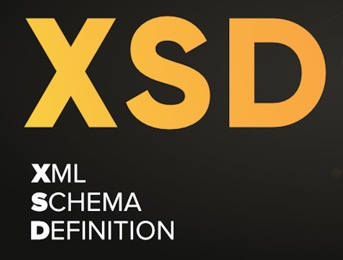 XSD
XML
SCHEMA
DEFINITION